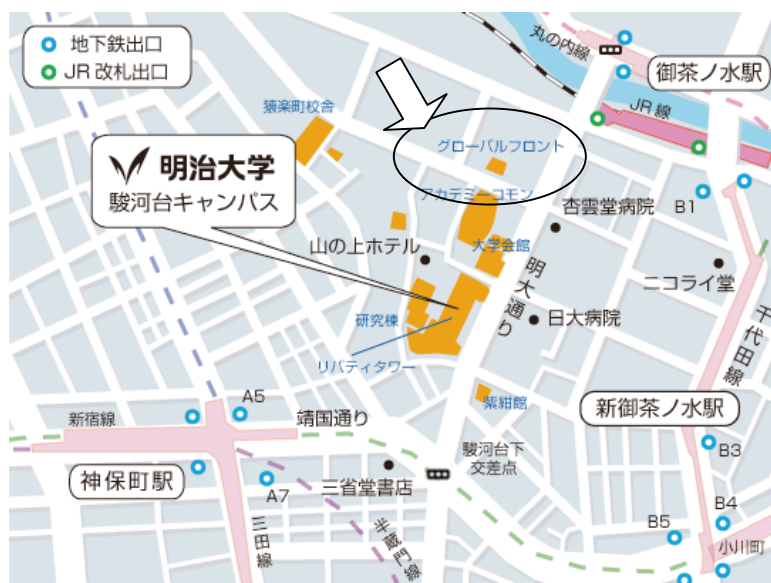 地下鉄出口
JR 改札出口
丸の内線
御茶ノ水駅
JR 線
猿楽町校舎
グローバルフロント
明治大学
駿河台キャンパス
アカデミーコモン
杏雲堂病院
B1
山の上ホテル
大学会館
明大通り
ニコライ堂
研究棟
日大病院
千代田線
リバティタワー
紫紺館
新御茶ノ水駅
A5
新宿線
靖国通り
駿河台下
交差点
B3
神保町駅
A7
三省堂書店
B4
B5
三田線
半蔵門線
小川町